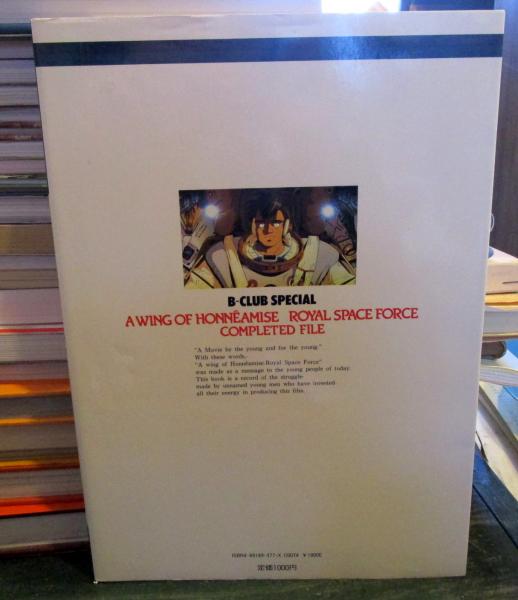 B-CLUB SPECIAL
A WING OF HONNÊAMISE ROYAL SPACE FORCE
COMPLETED FILE
"A Movie by the young and for the young."
With these words,
"A wing of Honnêamise-Royal Space Force"
was made as a message to the young people of today.
This book is a record of the struggle
made by unnamed young men who have invested
all their energy in producing this film.
定価1000円